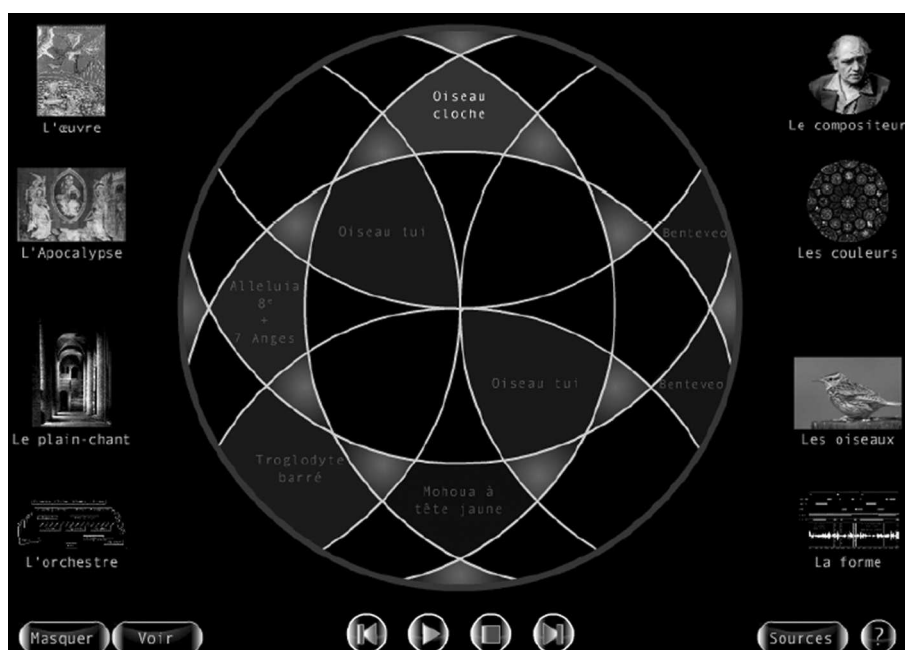 L'œuvre
L'Apocalypse
Le plain-chant
L'orchestre
Oiseau
cloche
Oiseau tui
Benteveo
Alleluia
8e
+
7 Anges
Oiseau tui
Benteveo
Troglodyte
barré
Mohoua à
tête jaune
Le compositeur
Les couleurs
Les oiseaux
La forme
Masquer
Voir
Sources
?